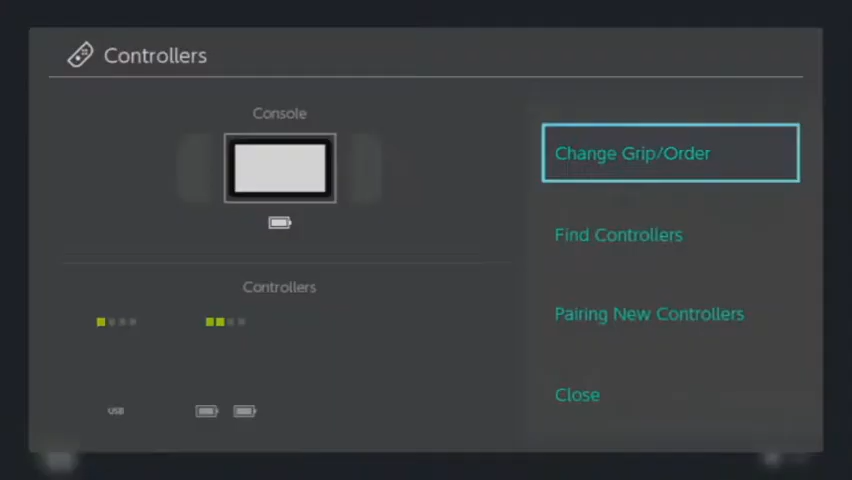 Controllers
Console
Change Grip/Order
Find Controllers
Controllers
Pairing New Controllers
Close
USB